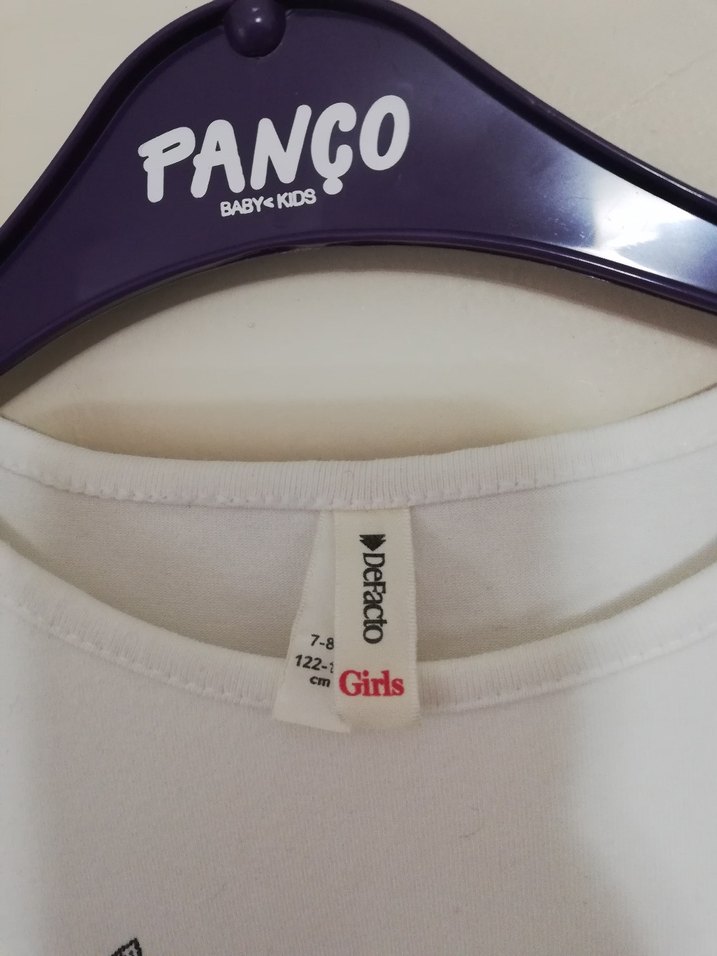 PANÇO
BABY< KIDS
DeFacto
Girls
7-8
122-
cm